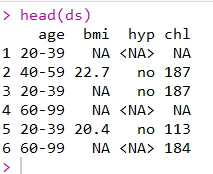 > head(ds)
    age  bmi  hyp chl
1 20-39   NA <NA>  NA
2 40-59 22.7   no 187
3 20-39   NA   no 187
4 60-99   NA <NA>  NA
5 20-39 20.4   no 113
6 60-99   NA <NA> 184
>